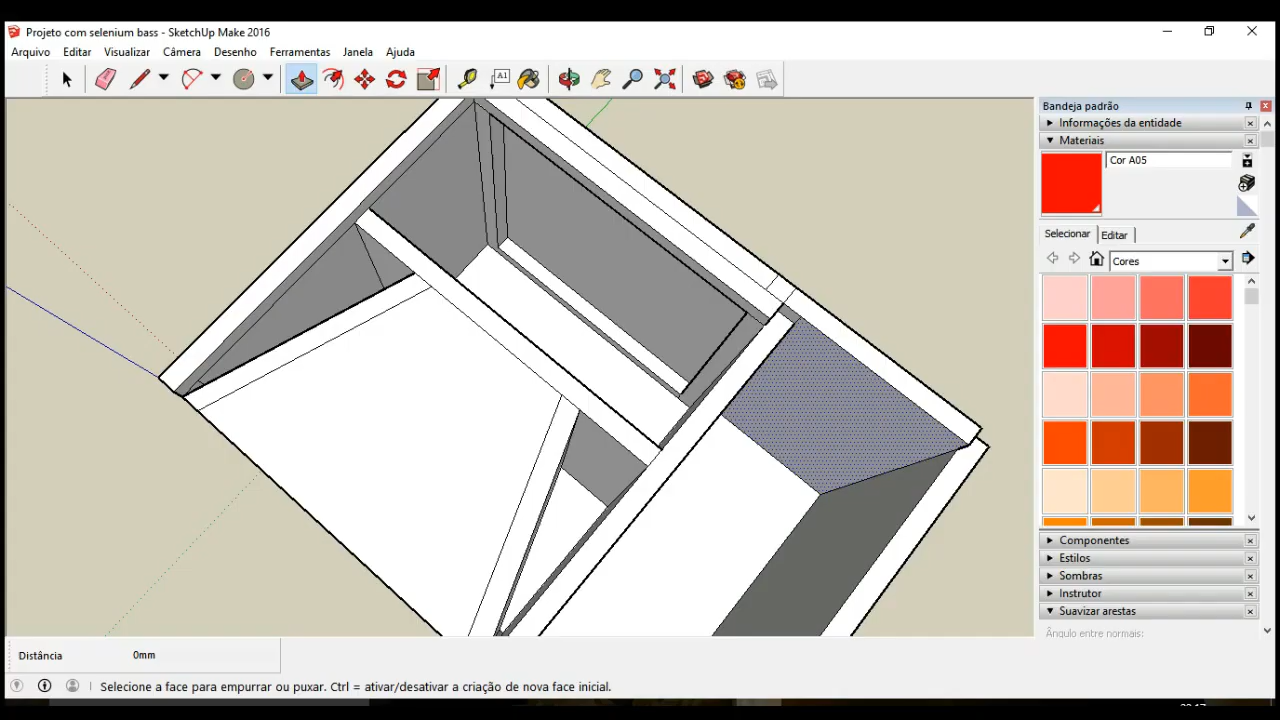 Projeto com selenium bass - SketchUp Make 2016
Arquivo Editar Visualizar Câmera Desenho Ferramentas Janela Ajuda
A1
Bandeja padrão
Informações da entidade
Materiais
Cor A05
Selecionar Editar
Cores
Componentes
Estilos
Sombras
Instrutor
Suavizar arestas
Ângulo entre normais:
Distância 0mm
Selecione a face para empurrar ou puxar. Ctrl = ativar/desativar a criação de nova face inicial.